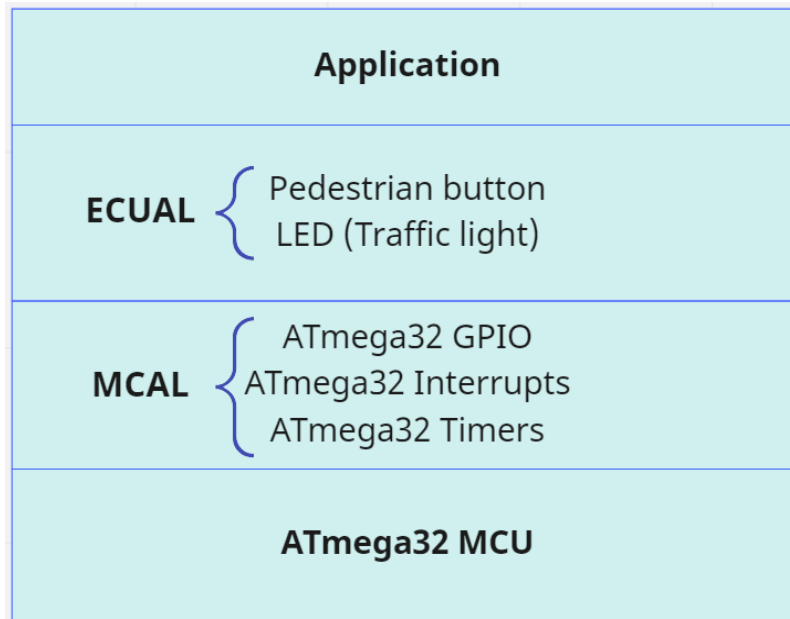 Application
ECUAL
Pedestrian button
LED (Traffic light)
MCAL
ATmega32 GPIO
ATmega32 Interrupts
ATmega32 Timers
ATmega32 MCU